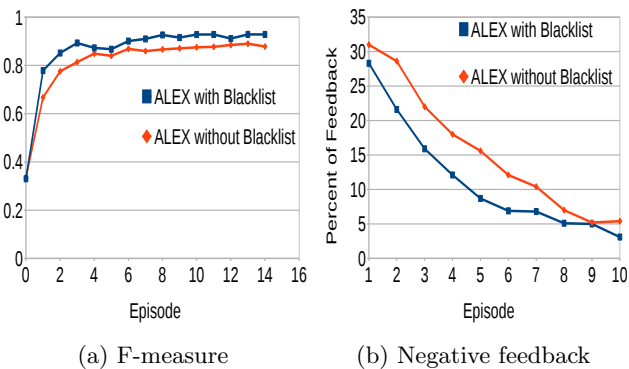 1
0.8
0.6
0.4
0.2
0
0 2 4 6 8 10 12 14 16
Episode
ALEX with Blacklist
ALEX without Blacklist
(a) F-measure
35
30
25
20
15
10
5
0
Percent of Feedback
1 2 3 4 5 6 7 8 9 10
Episode
ALEX with Blacklist
ALEX without Blacklist
(b) Negative feedback